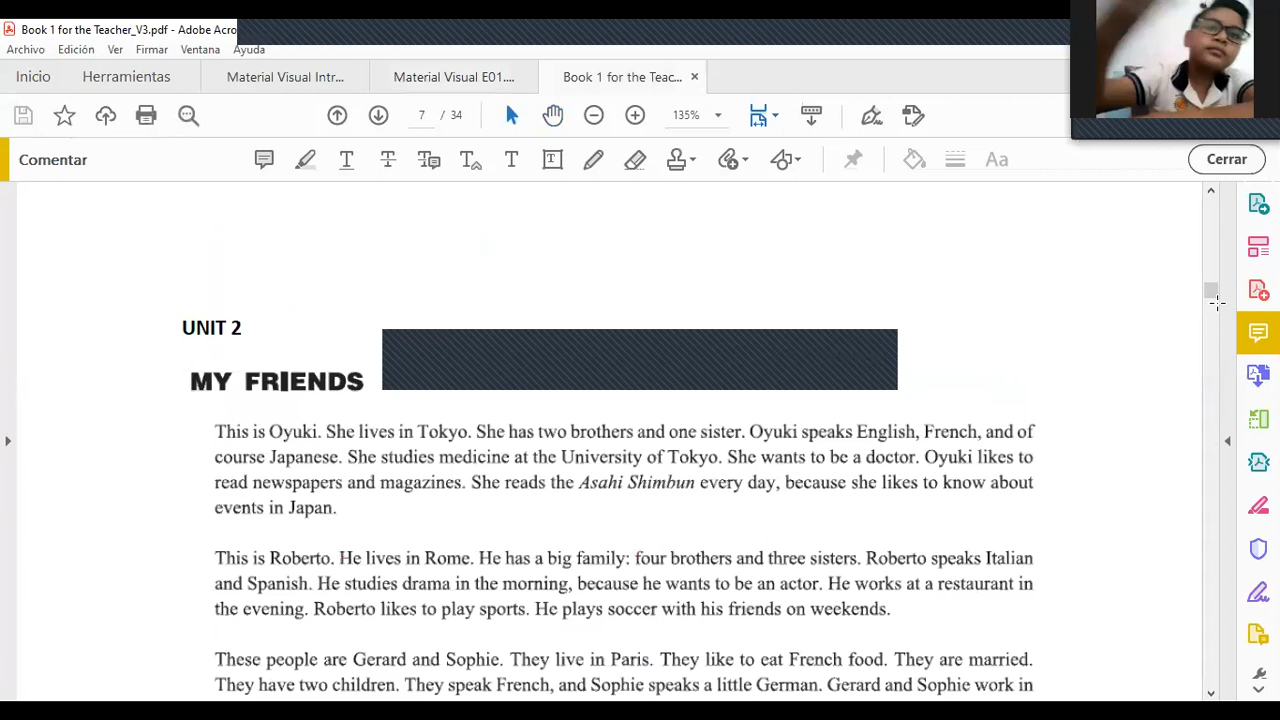 Book 1 for the Teacher_V3.pdf - Adobe Acro
Archivo Edición Ver Firmar Ventana Ayuda
Inicio Herramientas Material Visual Intr... Material Visual E01.... Book 1 for the Teac... ×
7 / 34 135%
Comentar T T T T T Aa Cerrar
UNIT 2
MY FRIENDS
This is Oyuki. She lives in Tokyo. She has two brothers and one sister. Oyuki speaks English, French, and of
course Japanese. She studies medicine at the University of Tokyo. She wants to be a doctor. Oyuki likes to
read newspapers and magazines. She reads the Asahi Shimbun every day, because she likes to know about
events in Japan.
This is Roberto. He lives in Rome. He has a big family: four brothers and three sisters. Roberto speaks Italian
and Spanish. He studies drama in the morning, because he wants to be an actor. He works at a restaurant in
the evening. Roberto likes to play sports. He plays soccer with his friends on weekends.
These people are Gerard and Sophie. They live in Paris. They like to eat French food. They are married.
They have two children. They speak French, and Sophie speaks a little German. Gerard and Sophie work in